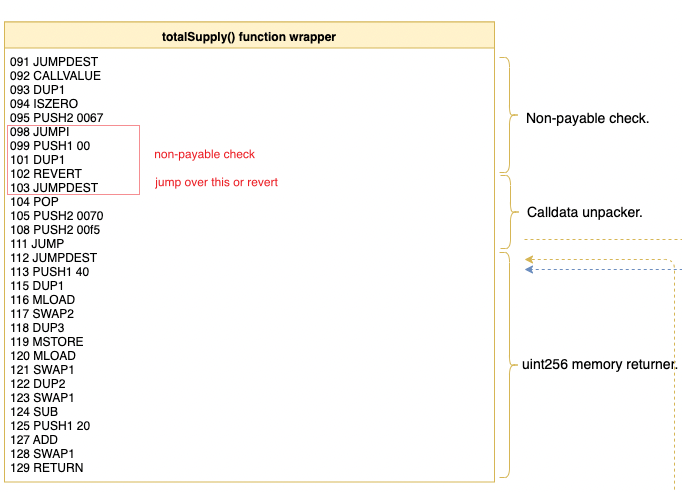 totalSupply() function wrapper
091 JUMPDEST
092 CALLVALUE
093 DUP1
094 ISZERO
095 PUSH2 0067
098 JUMPI
099 PUSH1 00
101 DUP1
102 REVERT
103 JUMPDEST
104 POP
105 PUSH2 0070
108 PUSH2 00f5
111 JUMP
112 JUMPDEST
113 PUSH1 40
115 DUP1
116 MLOAD
117 SWAP2
118 DUP3
119 MSTORE
120 MLOAD
121 SWAP1
122 DUP2
123 SWAP1
124 SUB
125 PUSH1 20
127 ADD
128 SWAP1
129 RETURN
non-payable check
jump over this or revert
Non-payable check.
Calldata unpacker.
uint256 memory returner.